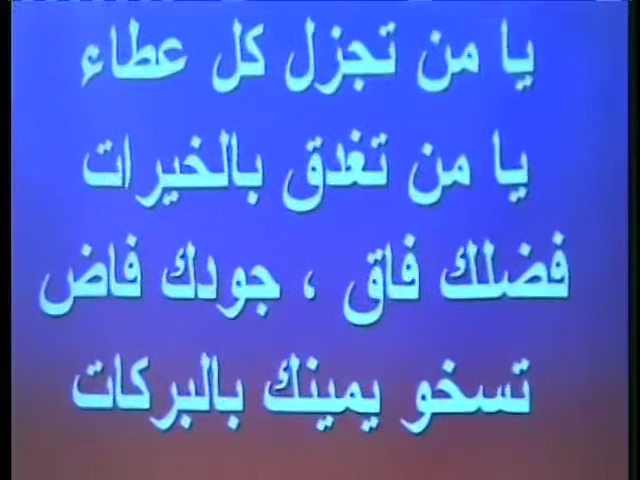 يا من تجزل كل عطاء
يا من تغدق بالخيرات
فضلك فاق ، جودك فاض
تسخو يمينك بالبركات